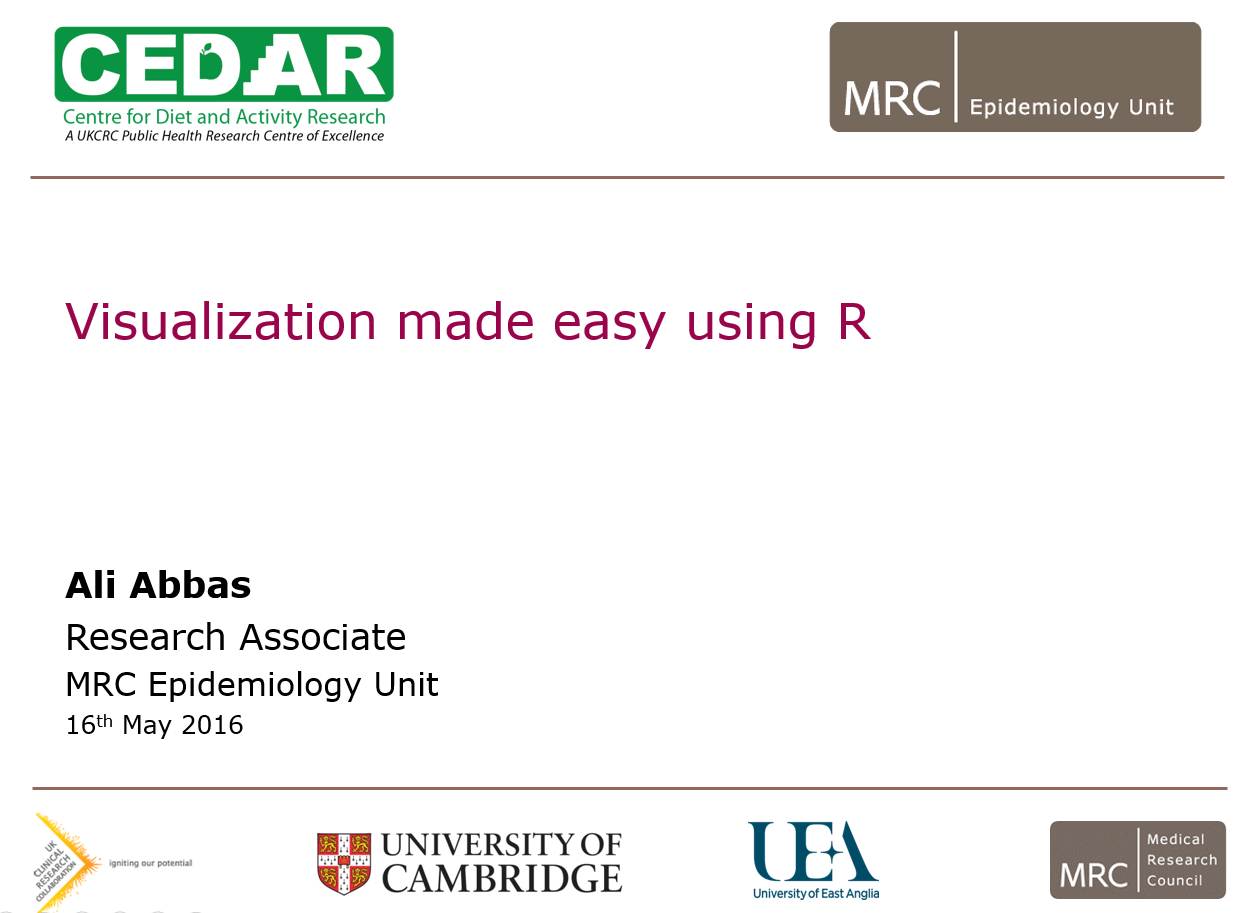 CEDAR
Centre for Diet and Activity Research
A UKCRC Public Health Research Centre of Excellence
MRC Epidemiology Unit
Visualization made easy using R
Ali Abbas
Research Associate
MRC Epidemiology Unit
16th May 2016
UK
CLINICAL
RESEARCH
COLLABORATION
igniting our potential
UNIVERSITY OF
CAMBRIDGE
UEA
University of East Anglia
MRC
Medical
Research
Council